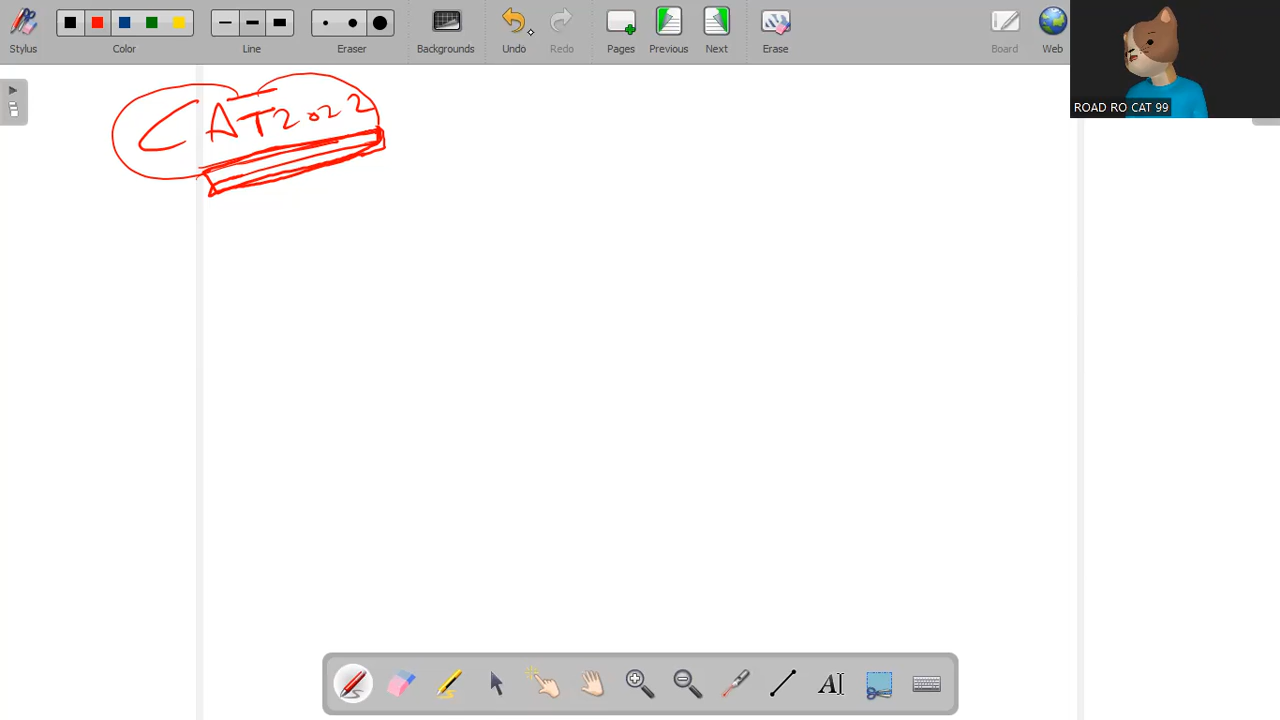 Stylus Color Line Eraser Backgrounds Undo Redo Pages Previous Next Erase Board Web
ROAD RO CAT 99
CAT 2022
AI